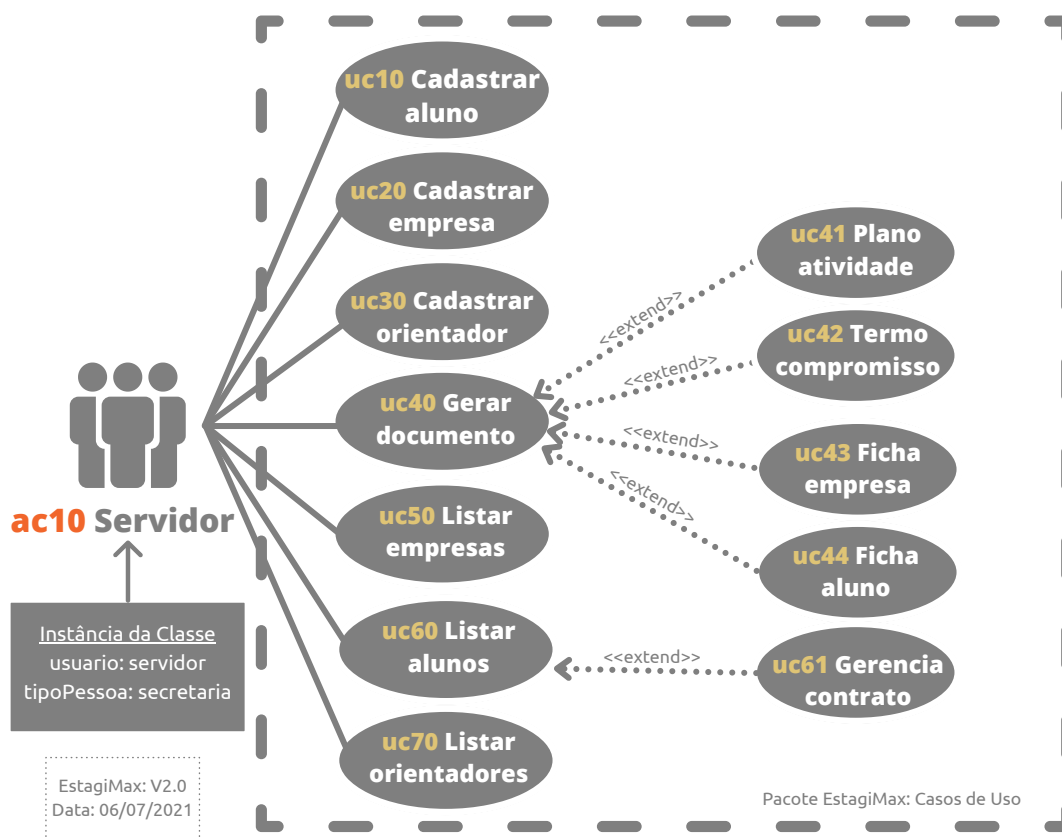 uc10 Cadastrar
aluno
uc20 Cadastrar
empresa
uc30 Cadastrar
orientador
uc40 Gerar
documento
uc50 Listar
empresas
uc60 Listar
alunos
uc70 Listar
orientadores
<<extend>>
<<extend>>
<<extend>>
<<extend>>
<<extend>>
uc41 Plano
atividade
uc42 Termo
compromisso
uc43 Ficha
empresa
uc44 Ficha
aluno
uc61 Gerencia
contrato
ac10 Servidor
Instância da Classe
usuario: servidor
tipoPessoa: secretaria
EstagiMax: V2.0
Data: 06/07/2021
Pacote EstagiMax: Casos de Uso